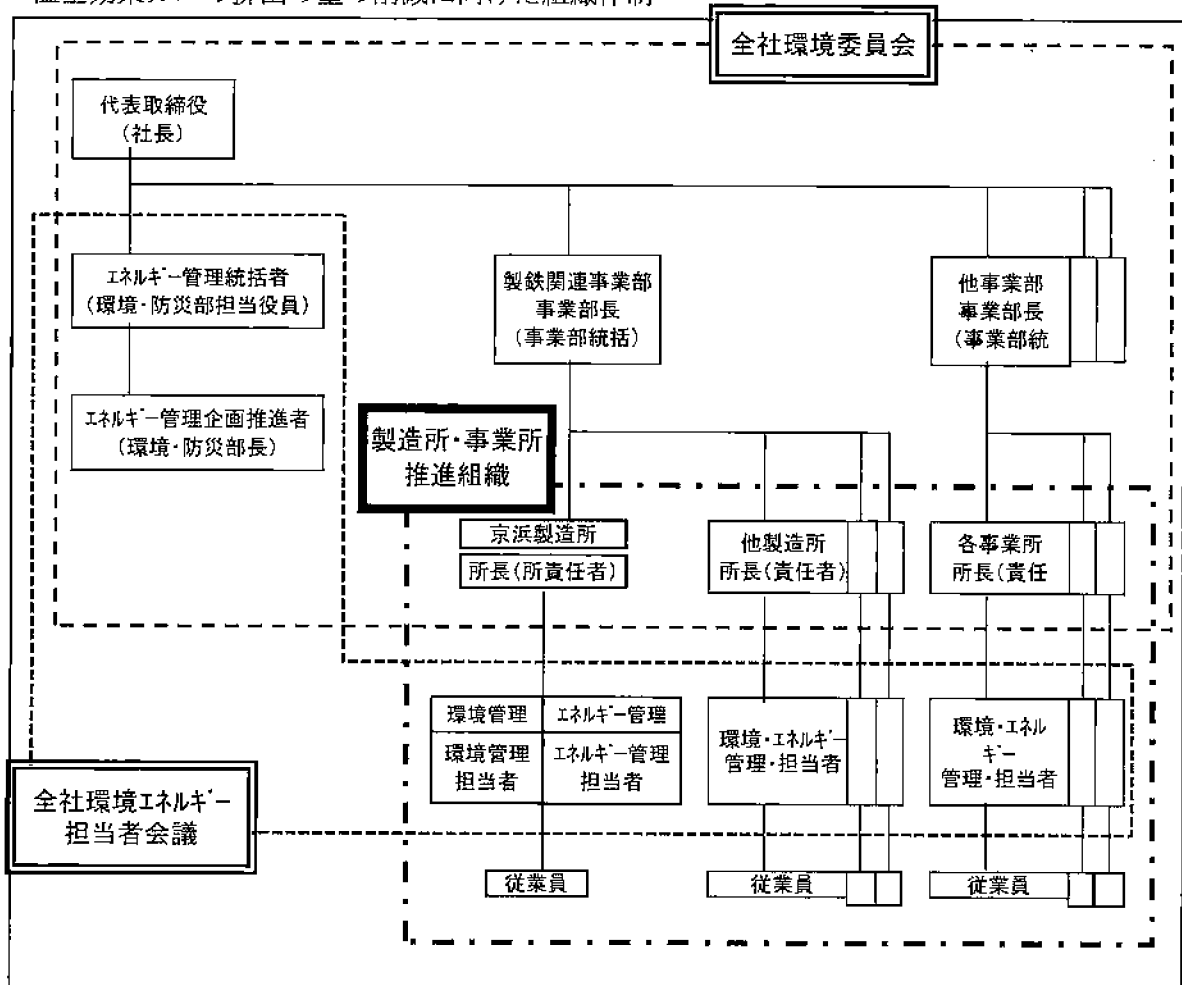 全社環境委員会
代表取締役
(社長)
エネルギー管理統括者
(環境・防災部担当役員)
製鉄関連事業部
事業部長
(事業部統括)
他事業部
事業部長
(事業部統
エネルギー管理企画推進者
(環境・防災部長)
製造所・事業所
推進組織
京浜製造所
所長(所責任者)
他製造所
所長(責任者)
各事業所
所長(責任
環境管理
エネルギー管理
環境管理
担当者
エネルギー管理
担当者
環境・エネルギー
管理・担当者
環境・エネル
ギー
管理・担当者
全社環境エネルギー
担当者会議
従業員
従業員
従業員